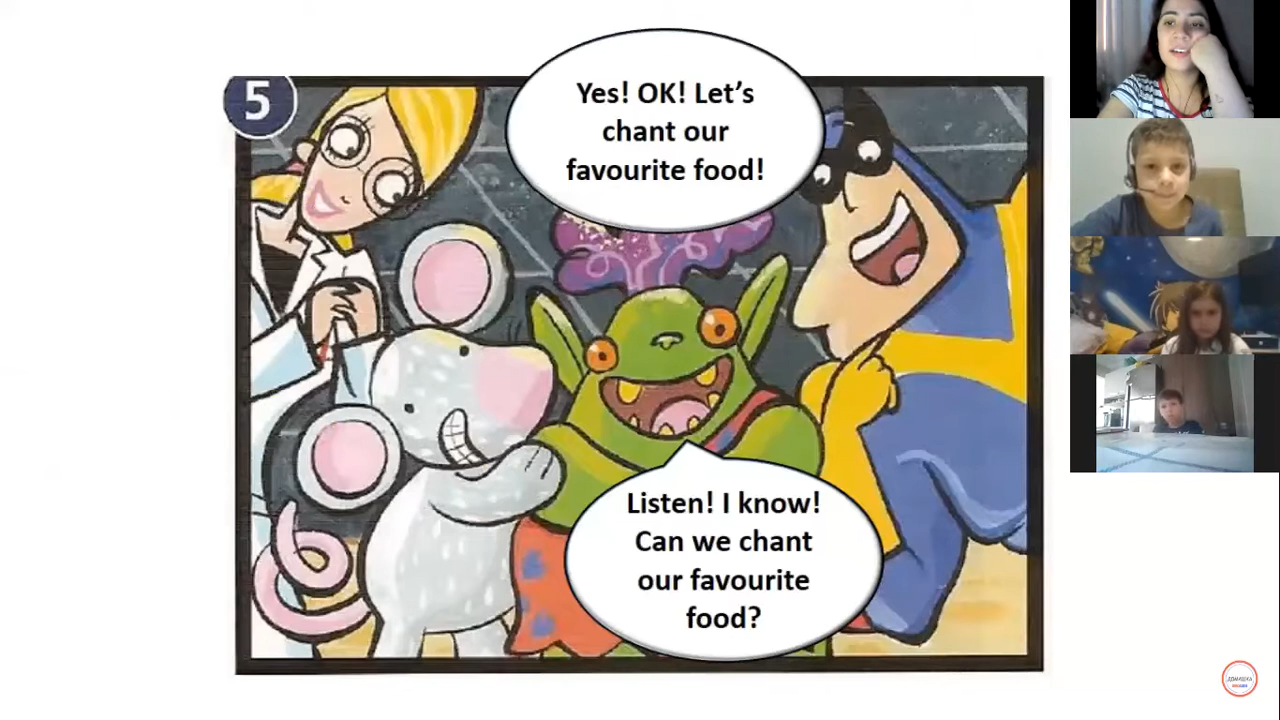 5
Yes! OK! Let's
chant our
favourite food!
Listen! I know!
Can we chant
our favourite
food?